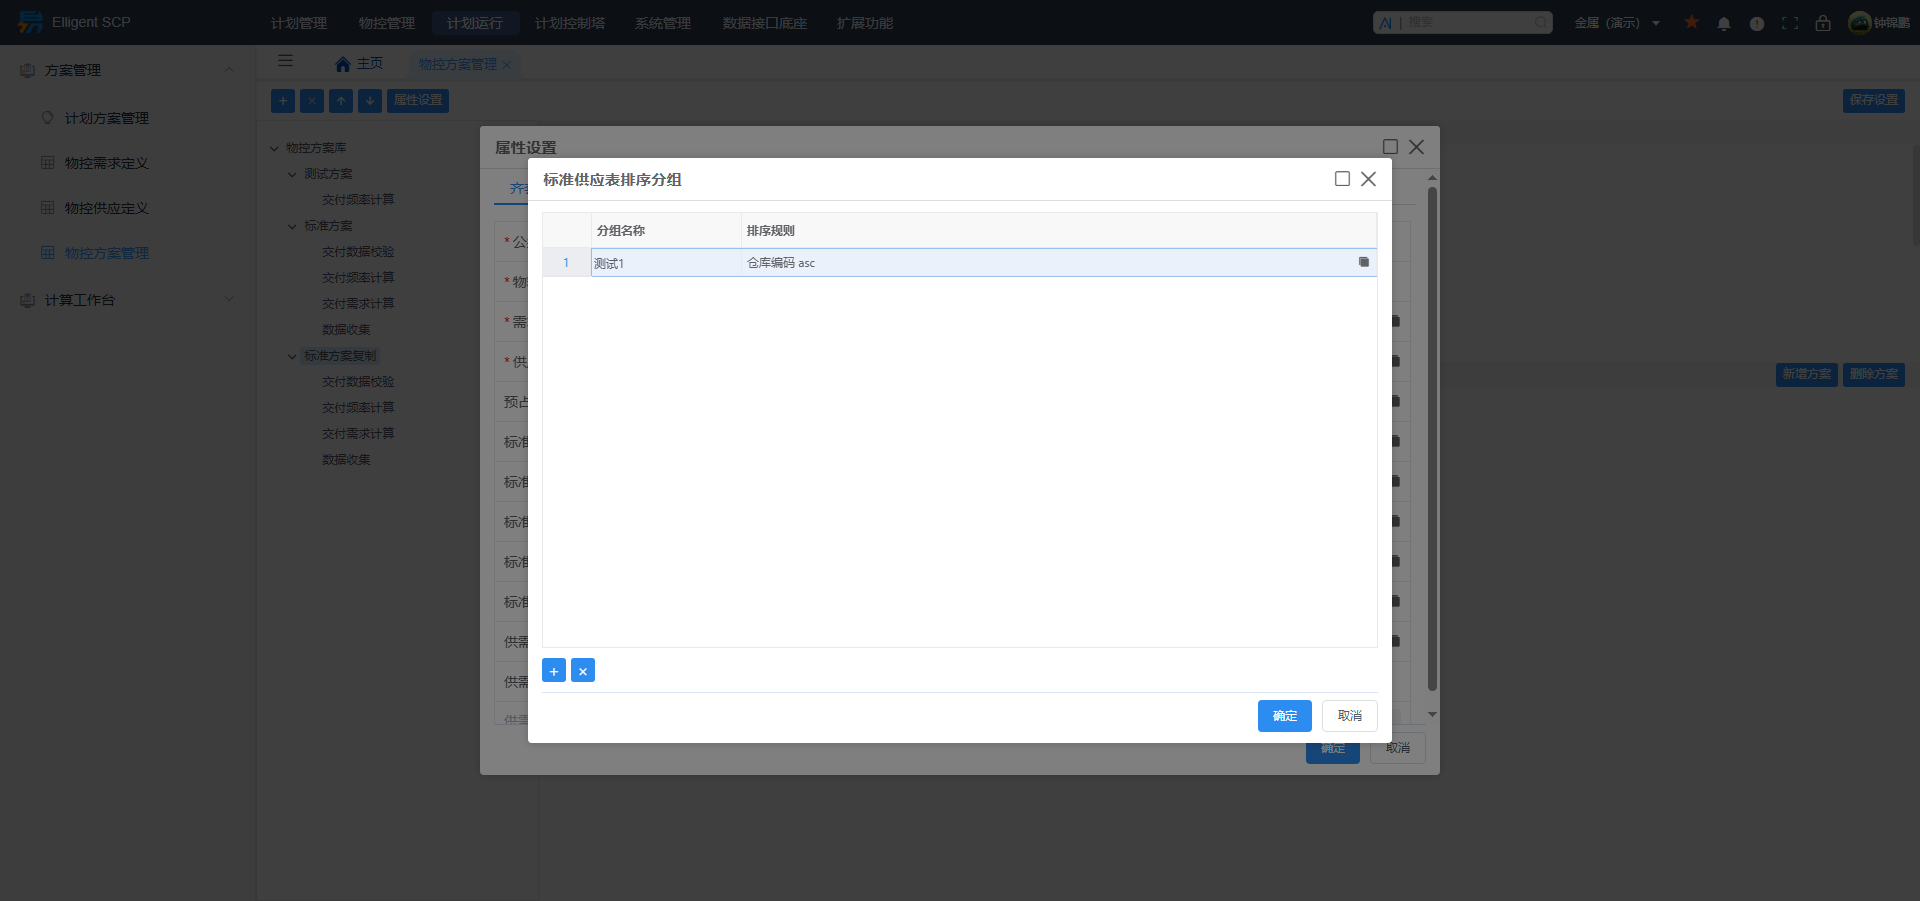 Elligent SCP
计划管理
物控管理
计划运行
计划控制塔
系统管理
数据接口底座
扩展功能
AI | 搜索
金属（演示）
钟锦鹏
方案管理
计划方案管理
物控需求定义
物控供应定义
物控方案管理
计算工作台
主页
物控方案管理
属性设置
保存设置
物控方案库
测试方案
交付频率计算
标准方案
交付数据校验
交付频率计算
交付需求计算
数据收集
标准方案复制
交付数据校验
交付频率计算
交付需求计算
数据收集
新增方案
删除方案
属性设置
标准供应表排序分组
分组名称
排序规则
1
测试1
仓库编码 asc
确定
取消
*公
*物
*需
*供
预占
标准
标准
标准
标准
标准
供需
供需
供需
确定
取消